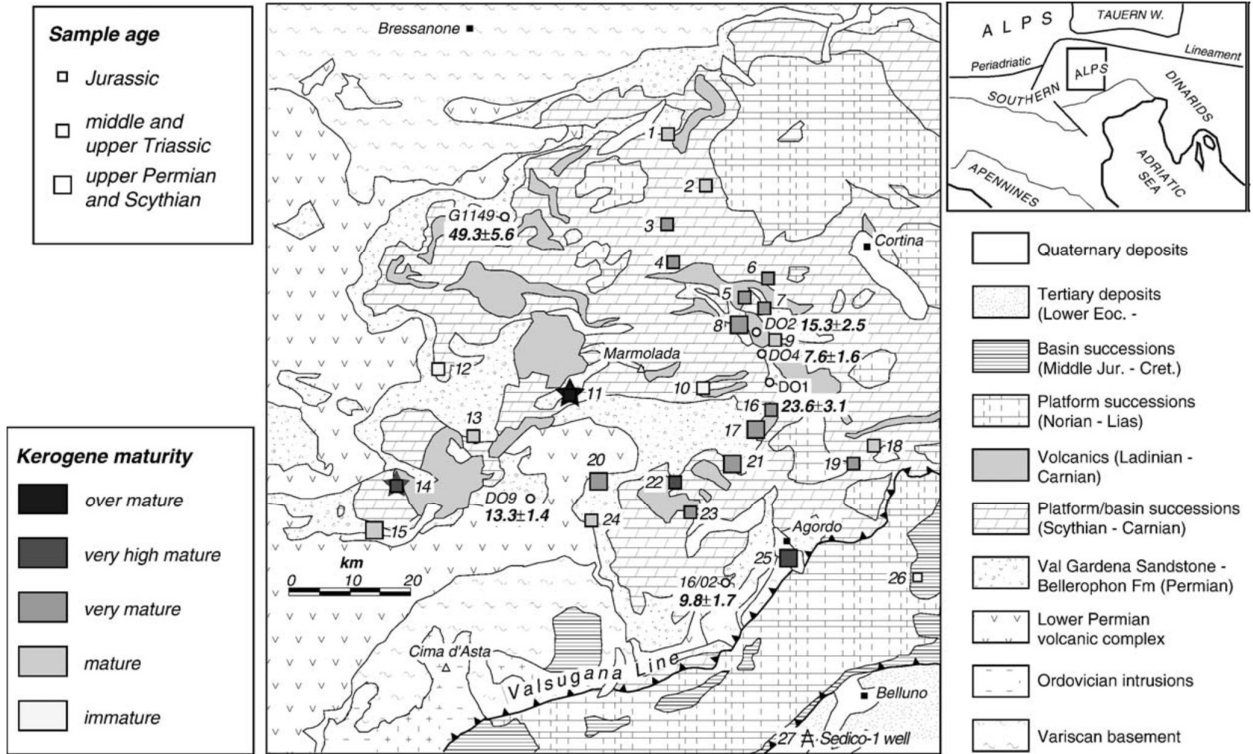 Sample age
Jurassic
middle and
upper Triassic
upper Permian
and Scythian
Kerogene maturity
over mature
very high mature
very mature
mature
immature
Bressanone
1
2
G1149
49.3±5.6
3
Cortina
4
6
5
7
8
DO2 15.3±2.5
9
Marmolada
DO4 7.6±1.6
12
10
DO1
11
16
23.6±3.1
13
17
18
21
19
20
14
22
DO9
13.3±1.4
23
24
15
Agordo
km
0 10 20
25
16/02
9.8±1.7
26
Cima d'Asta
Valsugana Line
Belluno
27
Sedico-1 well
ALPS
TAUERN W.
Periadriatic
Lineament
ALPS
SOUTHERN
DINARIDS
ADRIATIC
SEA
APENNINES
Quaternary deposits
Tertiary deposits
(Lower Eoc. -
Basin successions
(Middle Jur. - Cret.)
Platform successions
(Norian - Lias)
Volcanics (Ladinian -
Carnian)
Platform/basin successions
(Scythian - Carnian)
Val Gardena Sandstone -
Bellerophon Fm (Permian)
Lower Permian
volcanic complex
Ordovician intrusions
Variscan basement